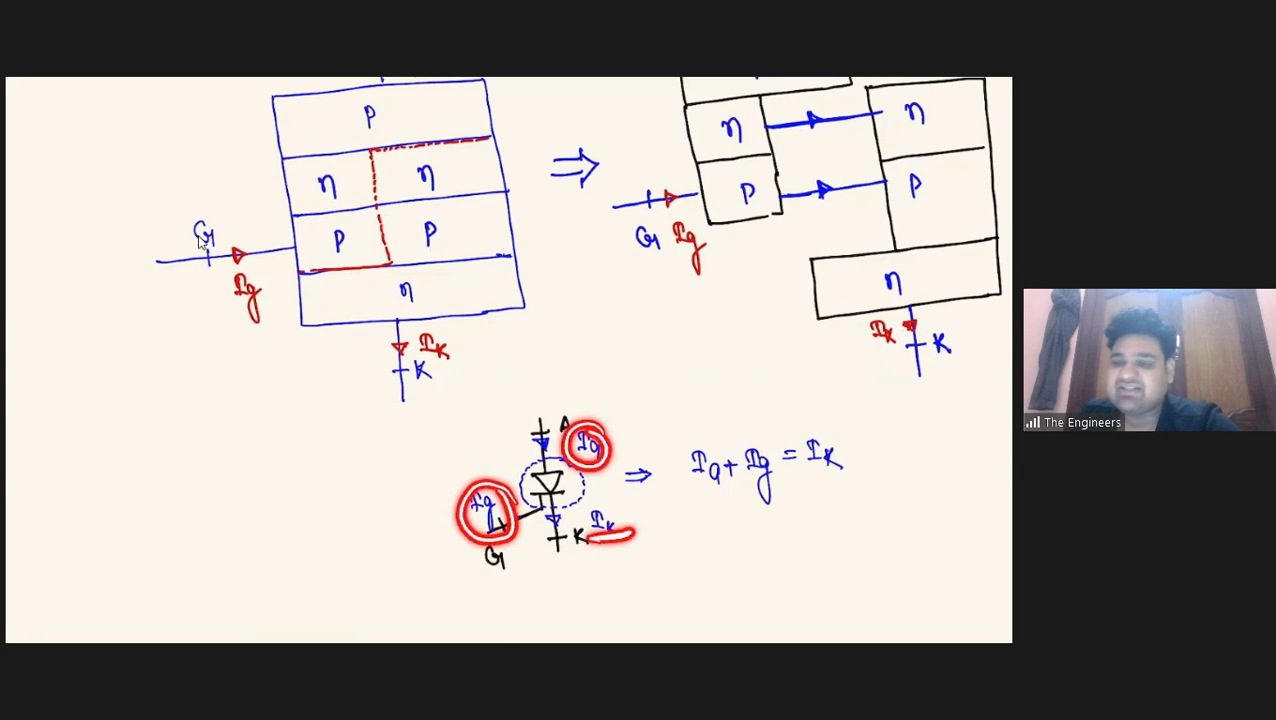 P
n n
G
P P
Ig
n
IK
K
⇒
n n
P P
G Ig
n
IK K
A
Ia
Ig
IK
K
G
⇒ Ia + Ig = IK
The Engineers